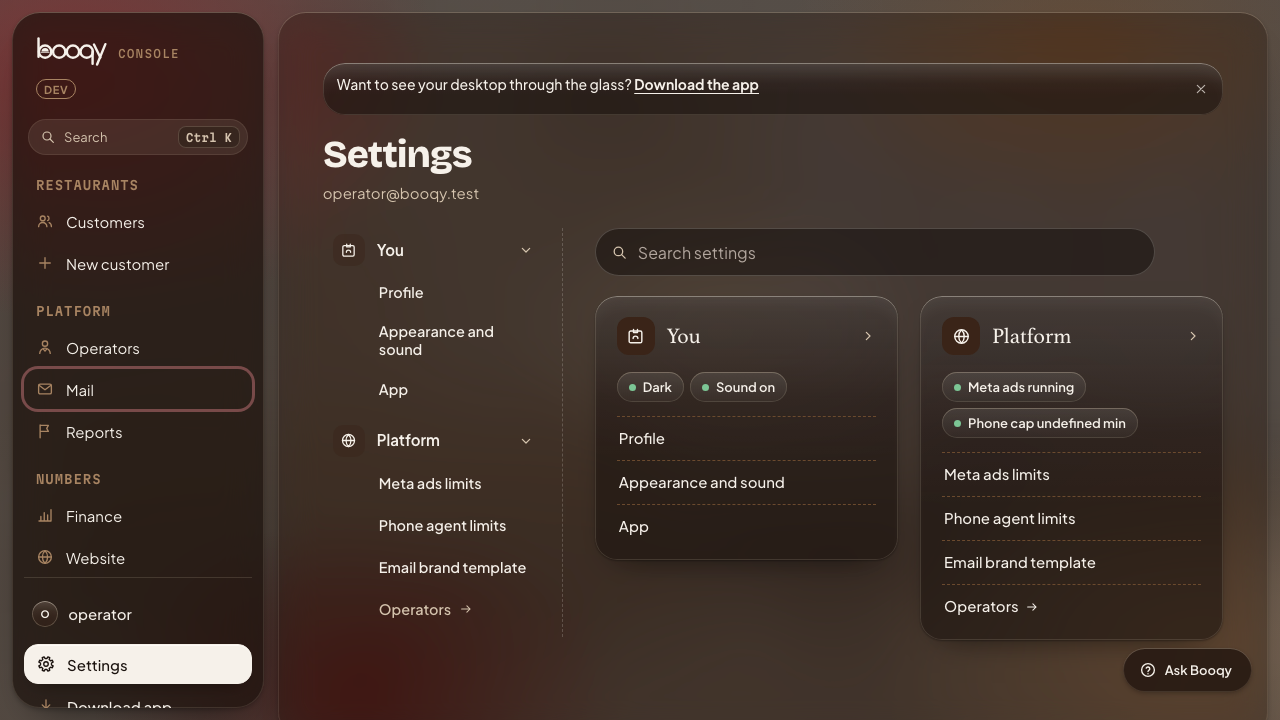 booqy CONSOLE
DEV
Search Ctrl K
RESTAURANTS
Customers
New customer
PLATFORM
Operators
Mail
Reports
NUMBERS
Finance
Website
operator
Settings
Download app
Want to see your desktop through the glass? Download the app
Settings
operator@booqy.test
You
Profile
Appearance and
sound
App
Platform
Meta ads limits
Phone agent limits
Email brand template
Operators →
Search settings
You
Dark
Sound on
Profile
Appearance and sound
App
Platform
Meta ads running
Phone cap undefined min
Meta ads limits
Phone agent limits
Email brand template
Operators →
Ask Booqy